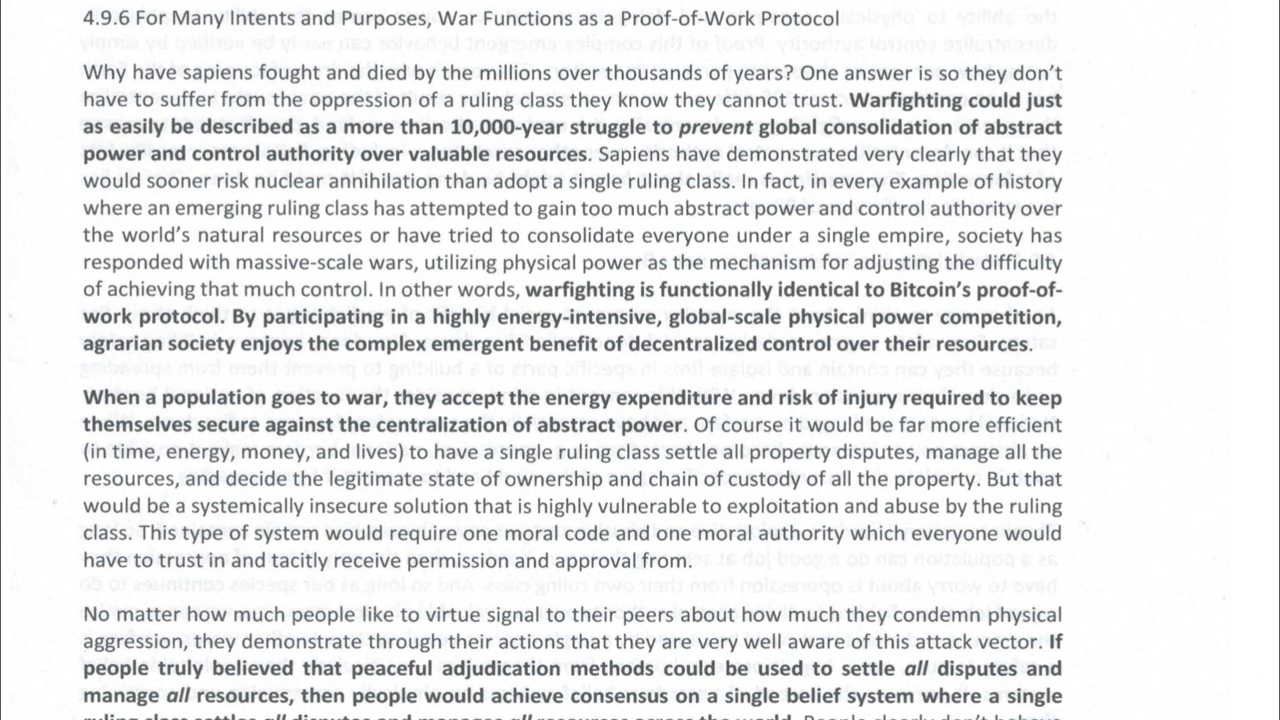 4.9.6 For Many Intents and Purposes, War Functions as a Proof-of-Work Protocol
Why have sapiens fought and died by the millions over thousands of years? One answer is so they don't
have to suffer from the oppression of a ruling class they know they cannot trust. Warfighting could just
as easily be described as a more than 10,000-year struggle to prevent global consolidation of abstract
power and control authority over valuable resources. Sapiens have demonstrated very clearly that they
would sooner risk nuclear annihilation than adopt a single ruling class. In fact, in every example of history
where an emerging ruling class has attempted to gain too much abstract power and control authority over
the world's natural resources or have tried to consolidate everyone under a single empire, society has
responded with massive-scale wars, utilizing physical power as the mechanism for adjusting the difficulty
of achieving that much control. In other words, warfighting is functionally identical to Bitcoin's proof-of-
work protocol. By participating in a highly energy-intensive, global-scale physical power competition,
agrarian society enjoys the complex emergent benefit of decentralized control over their resources.
When a population goes to war, they accept the energy expenditure and risk of injury required to keep
themselves secure against the centralization of abstract power. Of course it would be far more efficient
(in time, energy, money, and lives) to have a single ruling class settle all property disputes, manage all the
resources, and decide the legitimate state of ownership and chain of custody of all the property. But that
would be a systemically insecure solution that is highly vulnerable to exploitation and abuse by the ruling
class. This type of system would require one moral code and one moral authority which everyone would
have to trust in and tacitly receive permission and approval from.
No matter how much people like to virtue signal to their peers about how much they condemn physical
aggression, they demonstrate through their actions that they are very well aware of this attack vector. If
people truly believed that peaceful adjudication methods could be used to settle all disputes and
manage all resources, then people would achieve consensus on a single belief system where a single
ruling class settles all disputes and manages all resources across the world. People clearly don't behave